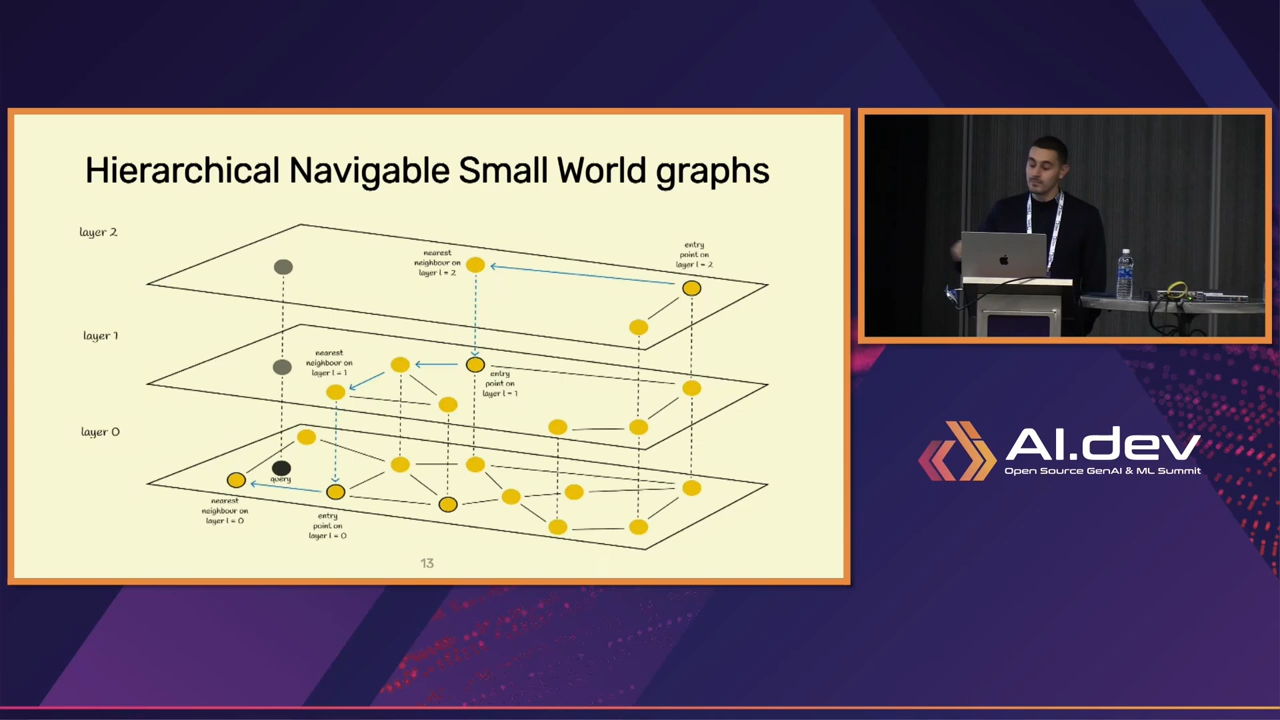 Hierarchical Navigable Small World graphs
layer 2
nearest
neighbour on
layer l = 2
entry
point on
layer l = 2
layer 1
nearest
neighbour on
layer l = 1
entry
point on
layer l = 1
layer 0
query
nearest
neighbour on
layer l = 0
entry
point on
layer l = 0
13
AI.dev
Open Source GenAI & ML Summit